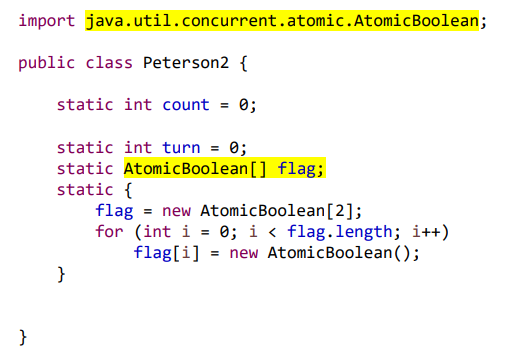 import java.util.concurrent.atomic.AtomicBoolean;
public class Peterson2 {
static int count = 0;
static int turn = 0;
static AtomicBoolean[] flag;
static {
flag = new AtomicBoolean[2];
for (int i = 0; i < flag.length; i++)
flag[i] = new AtomicBoolean();
}
}